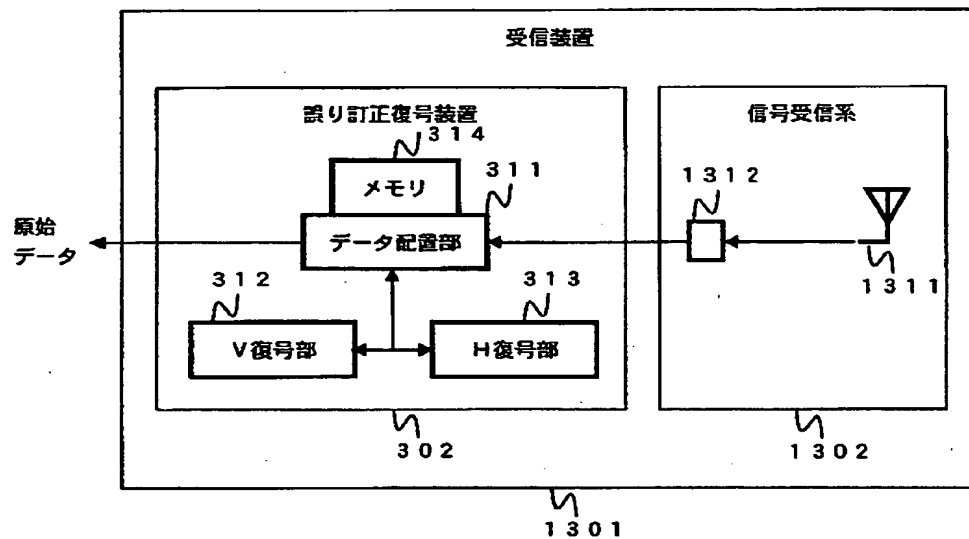 受信装置
誤り訂正復号装置
信号受信系
314
メモリ
311
1312
原始
データ
データ配置部
1311
312
313
V復号部
H復号部
302
1302
1301